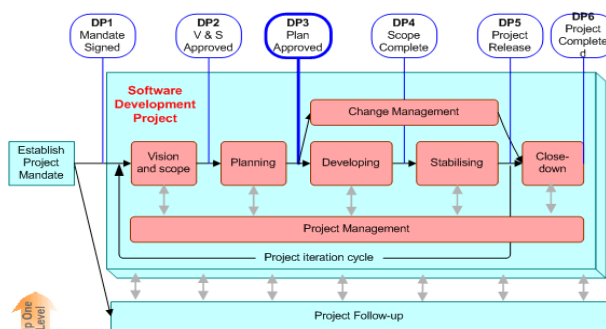 DP1
Mandate
Signed
DP2
V & S
Approved
DP3
Plan
Approved
DP4
Scope
Complete
DP5
Project
Release
DP6
Project
Complete
d
Software
Development
Project
Change Management
Establish
Project
Mandate
Vision
and scope
Planning
Developing
Stabilising
Close-
down
Project Management
Project iteration cycle
Project Follow-up
p One
Level